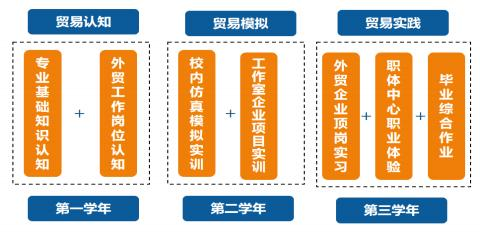 贸易认知
贸易模拟
贸易实践
专业基础知识认知
+
外贸工作岗位认知
校内仿真模拟实训
+
工作室企业项目实训
外贸企业顶岗实习
+
职体中心职业体验
+
毕业综合作业
第一学年
第二学年
第三学年